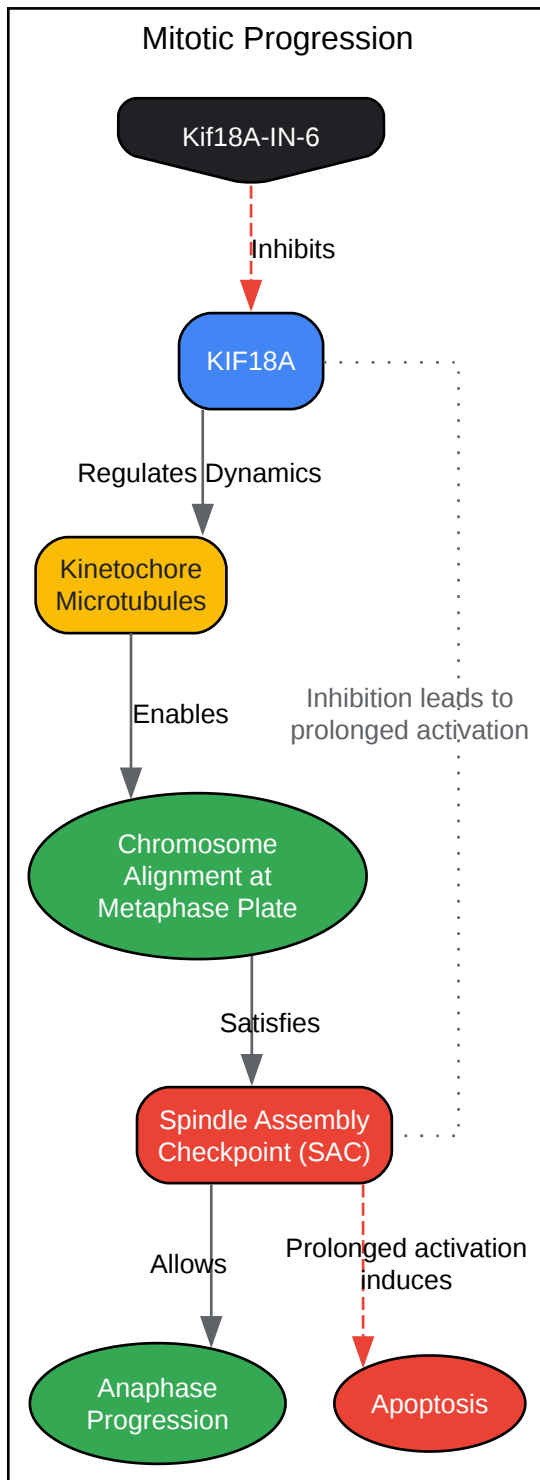 Mitotic Progression
Kif18A-IN-6
Inhibits
KIF18A
Regulates Dynamics
Kinetochore
Microtubules
Inhibition leads to
prolonged activation
Enables
Chromosome
Alignment at
Metaphase Plate
Satisfies
Spindle Assembly
Checkpoint (SAC)
Allows
Prolonged activation
induces
Anaphase
Progression
Apoptosis